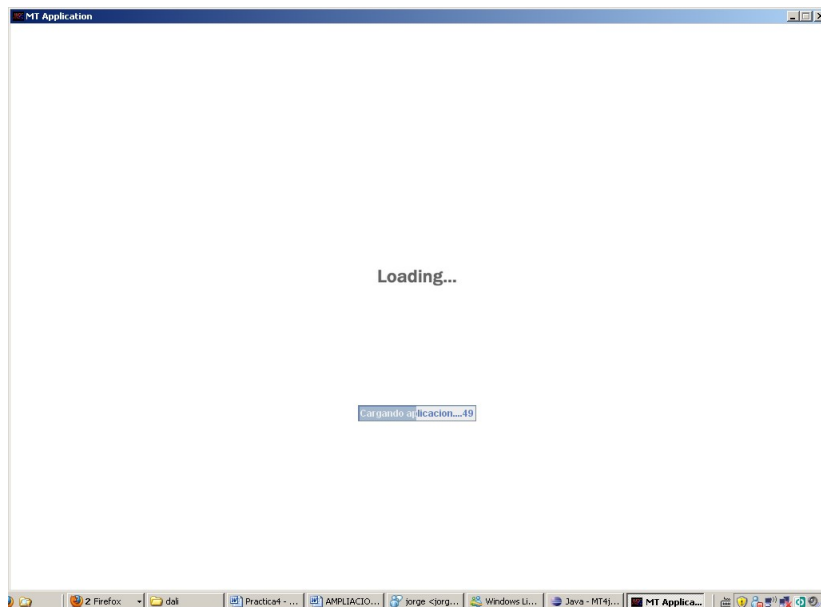 MT Application
Loading...
Cargando aplicacion....49
2 Firefox
dali
Practica4 - ...
AMPLIACIO...
jorge <jorg...
Windows Li...
Java - MT4j...
MT Applica...